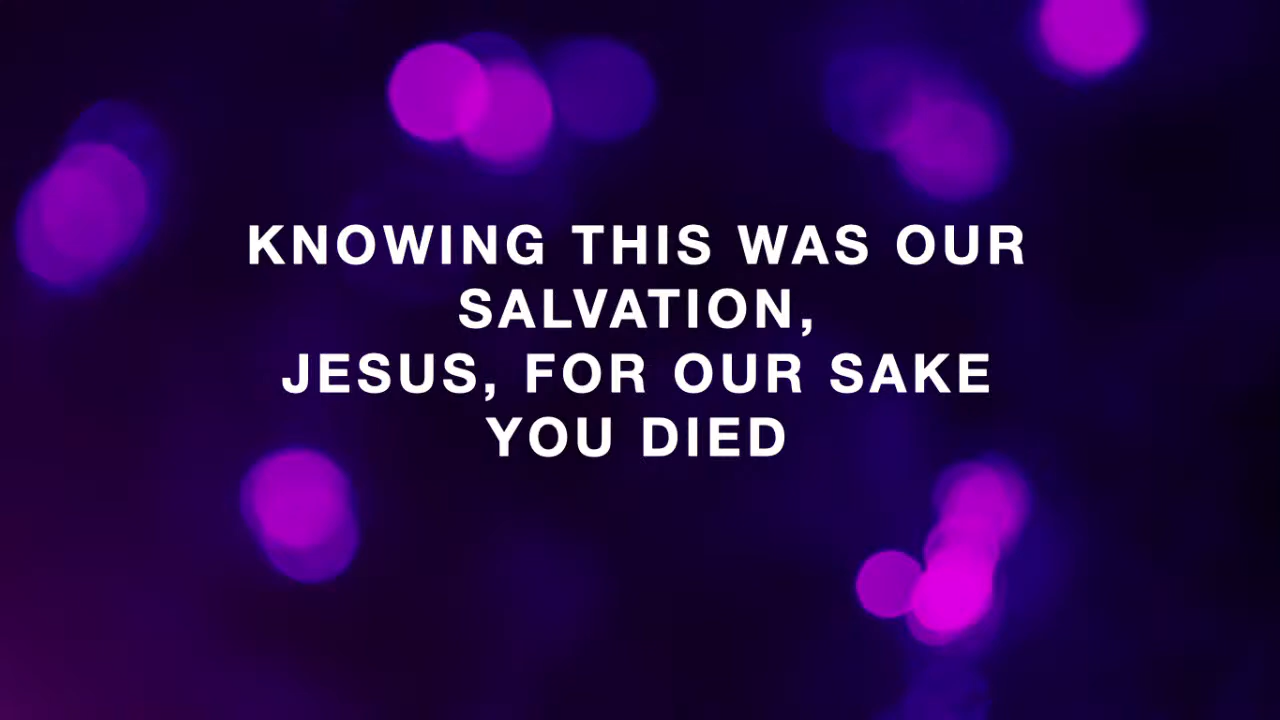 KNOWING THIS WAS OUR
SALVATION,
JESUS, FOR OUR SAKE
YOU DIED